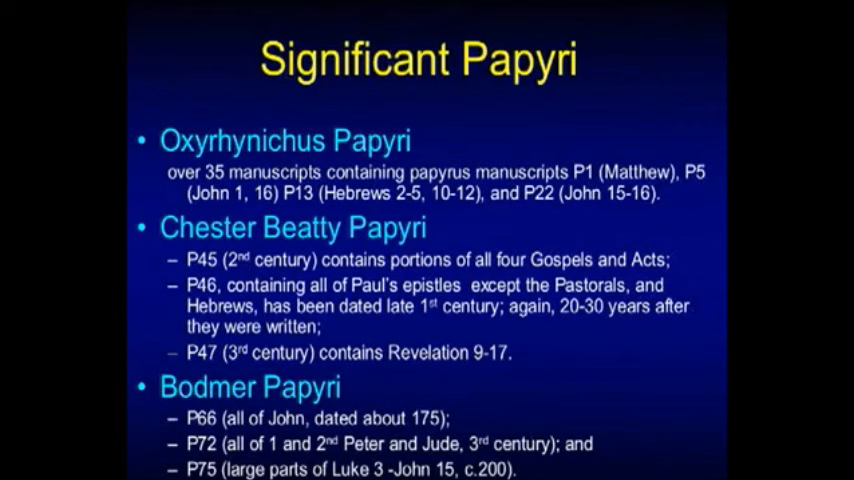 Significant Papyri
• Oxyrhynichus Papyri
over 35 manuscripts containing papyrus manuscripts P1 (Matthew), P5
(John 1, 16) P13 (Hebrews 2-5, 10-12), and P22 (John 15-16).
• Chester Beatty Papyri
– P45 (2nd century) contains portions of all four Gospels and Acts;
– P46, containing all of Paul's epistles except the Pastorals, and
Hebrews, has been dated late 1st century; again, 20-30 years after
they were written;
– P47 (3rd century) contains Revelation 9-17.
• Bodmer Papyri
– P66 (all of John, dated about 175);
– P72 (all of 1 and 2nd Peter and Jude, 3rd century); and
– P75 (large parts of Luke 3 -John 15, c.200).